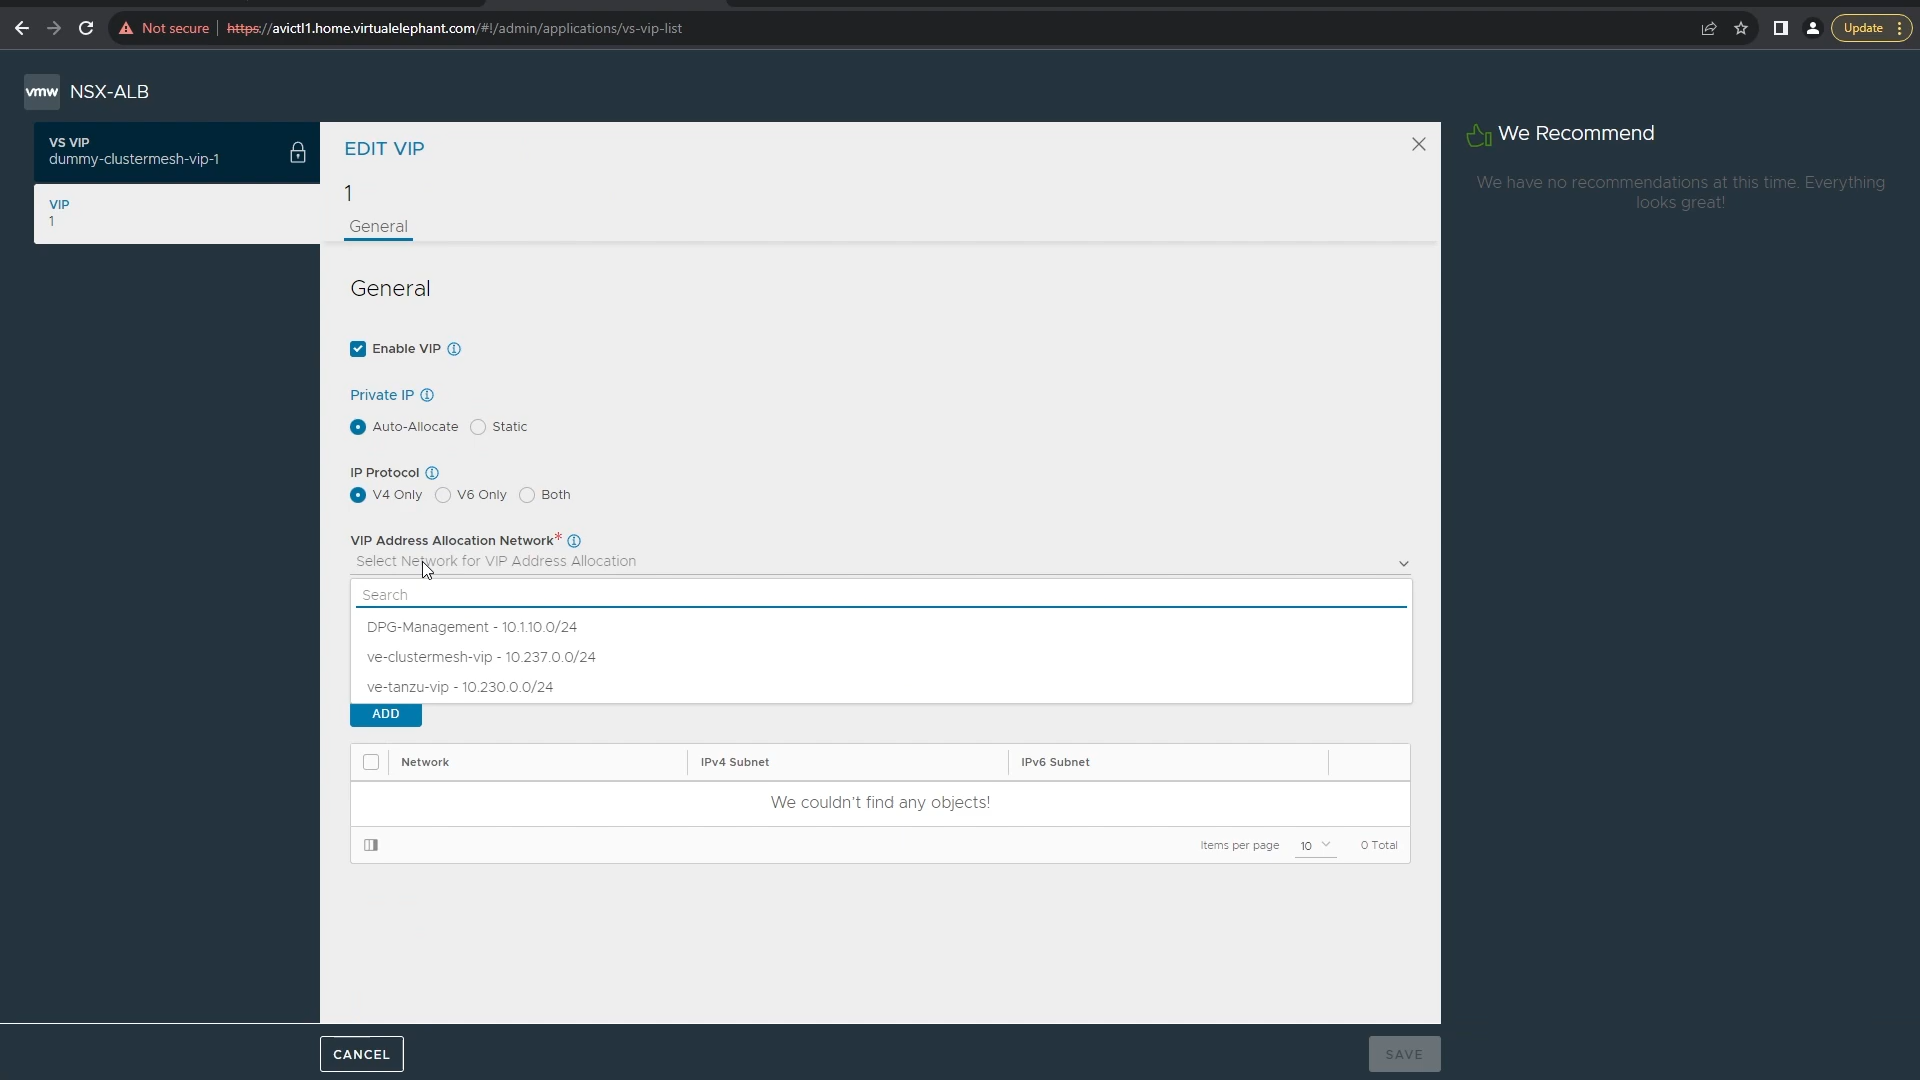 Not secure | https://avictl1.home.virtualelephant.com/#!/admin/applications/vs-vip-list
Update
vmw NSX-ALB
VS VIP
dummy-clustermesh-vip-1
VIP
1
EDIT VIP
1
General
General
Enable VIP
Private IP
Auto-Allocate Static
IP Protocol
V4 Only V6 Only Both
VIP Address Allocation Network*
Select Network for VIP Address Allocation
Search
DPG-Management - 10.1.10.0/24
ve-clustermesh-vip - 10.237.0.0/24
ve-tanzu-vip - 10.230.0.0/24
ADD
Network IPv4 Subnet IPv6 Subnet
We couldn't find any objects!
Items per page 10 0 Total
CANCEL
SAVE
We Recommend
We have no recommendations at this time. Everything
looks great!